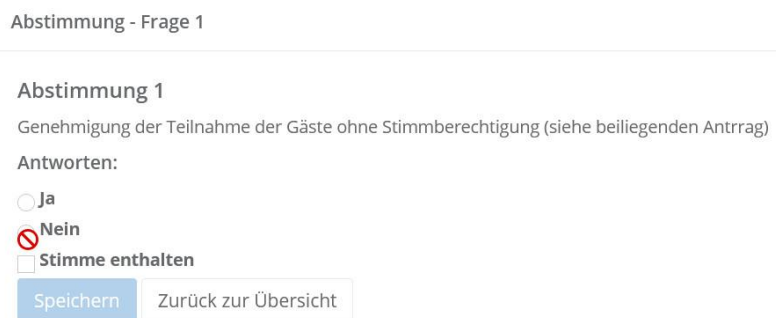 Abstimmung - Frage 1
Abstimmung 1
Genehmigung der Teilnahme der Gäste ohne Stimmberechtigung (siehe beiliegenden Antrrag)
Antworten:
Ja
Nein
Stimme enthalten
Speichern Zurück zur Übersicht